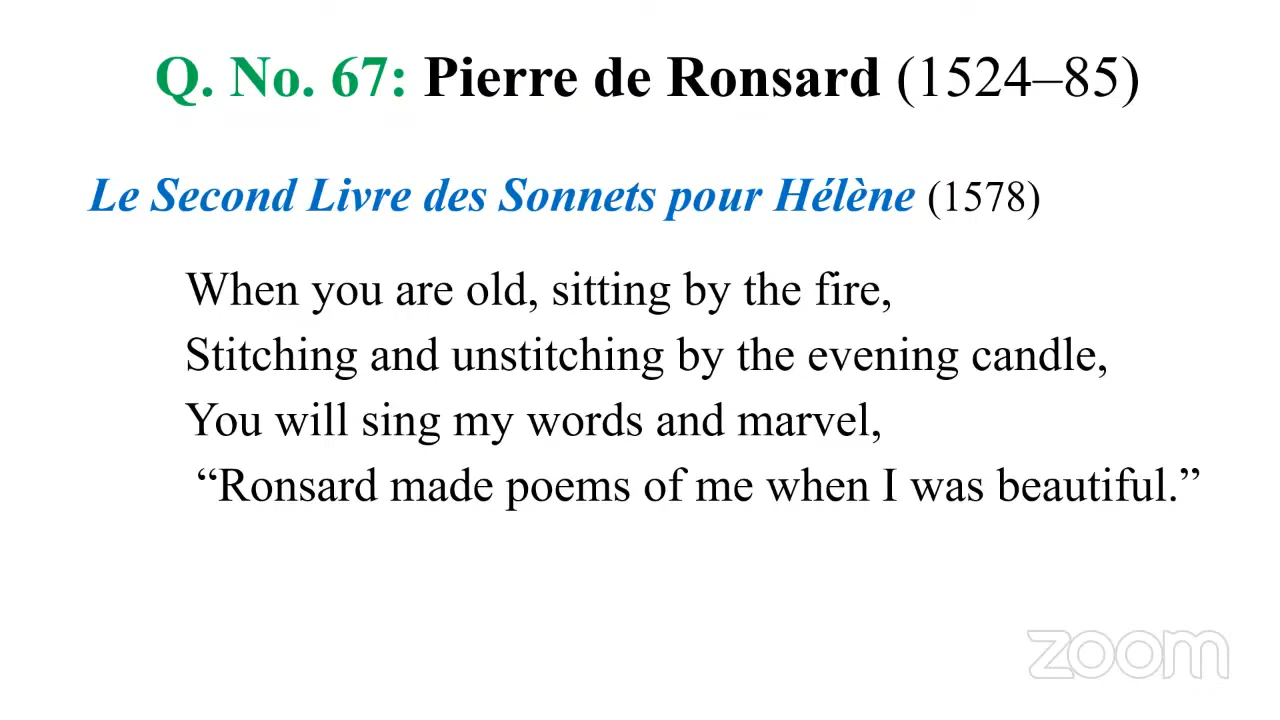 Q. No. 67: Pierre de Ronsard (1524–85)
Le Second Livre des Sonnets pour Hélène (1578)
When you are old, sitting by the fire,
Stitching and unstitching by the evening candle,
You will sing my words and marvel,
“Ronsard made poems of me when I was beautiful.”
zoom